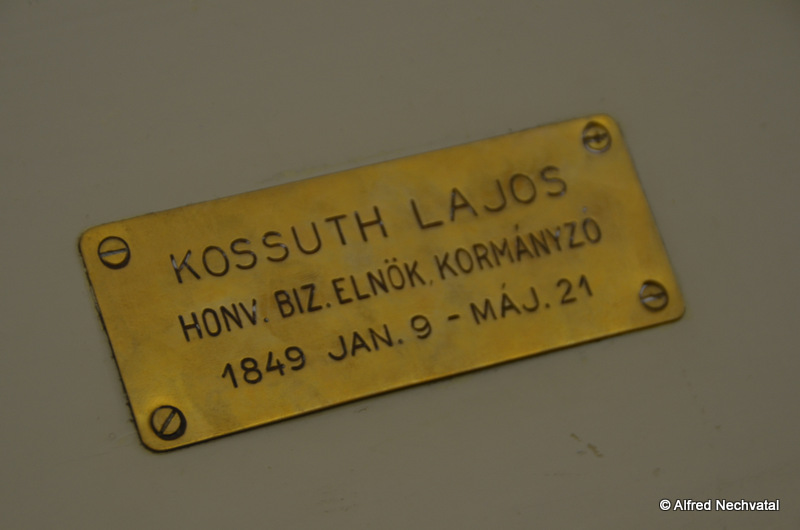 KOSSUTH LAJOS
HONV. BIZ. ELNÖK, KORMÁNYZÓ
1849 JAN. 9 - MÁJ. 21
© Alfred Nechvatal